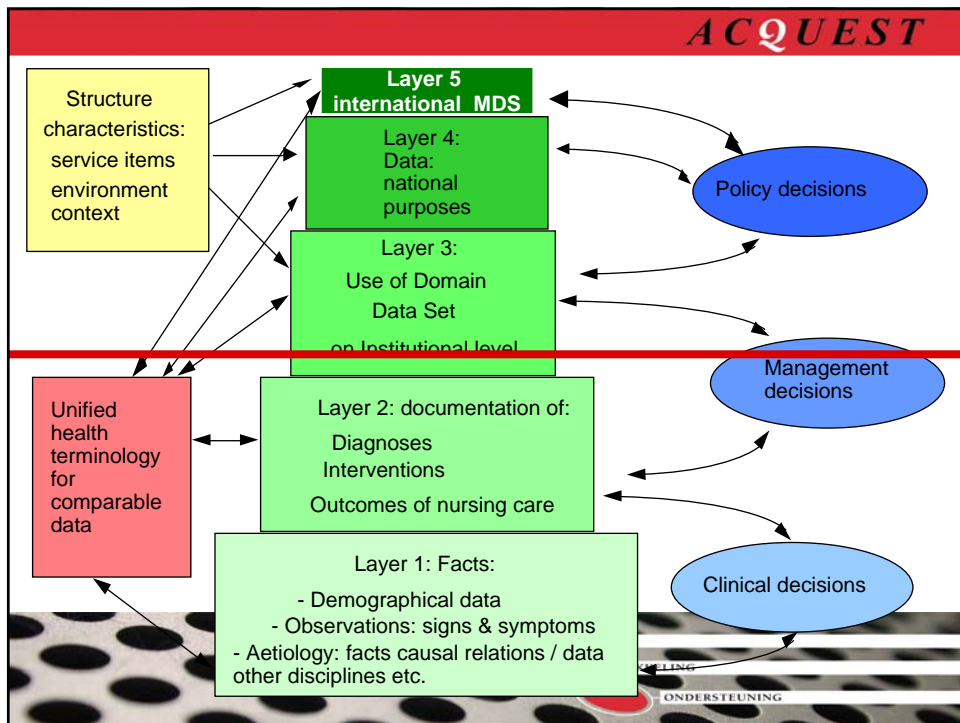 ACQUEST
Structure
characteristics:
service items
environment
context
Layer 5
international MDS
Layer 4:
Data:
national
purposes
Policy decisions
Layer 3:
Use of Domain
Data Set
on Institutional level
Management
decisions
Unified
health
terminology
for
comparable
data
Layer 2: documentation of:
Diagnoses
Interventions
Outcomes of nursing care
Layer 1: Facts:
- Demographical data
- Observations: signs & symptoms
- Aetiology: facts causal relations / data
other disciplines etc.
Clinical decisions
ONDERSTEUNING